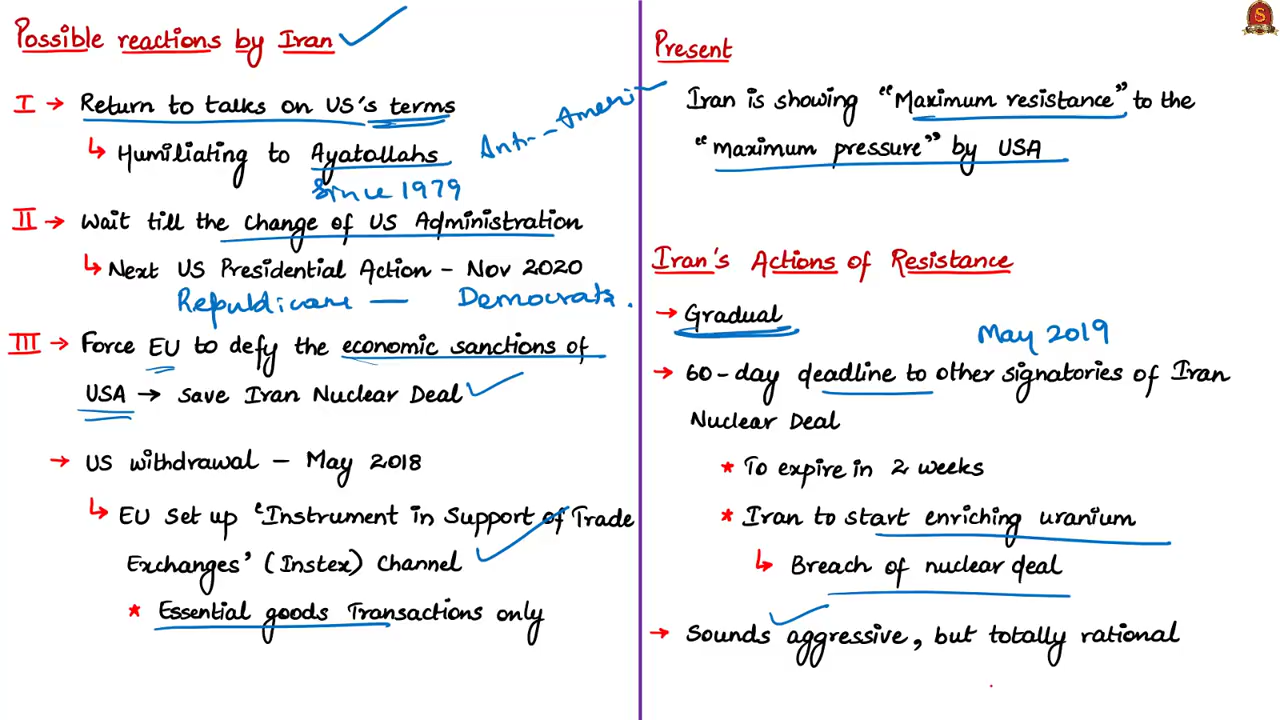 Possible reactions by Iran
I → Return to talks on US's terms
↳ Humiliating to Ayatollahs
Since 1979
Anti-Ameri
II → Wait till the change of US Administration
↳ Next US Presidential Action - Nov 2020
Republicans — Democrats.
III → Force EU to defy the economic sanctions of
USA → Save Iran Nuclear Deal
→ US withdrawal - May 2018
↳ EU set up "Instrument in Support of Trade
Exchanges' (Instex) Channel
* Essential goods Transactions only
Present
Iran is showing "Maximum resistance" to the
"maximum pressure" by USA
Iran's Actions of Resistance
→ Gradual
May 2019
→ 60-day deadline to other signatories of Iran
Nuclear Deal
* To expire in 2 weeks
* Iran to start enriching uranium
↳ Breach of nuclear deal
→ Sounds aggressive, but totally rational